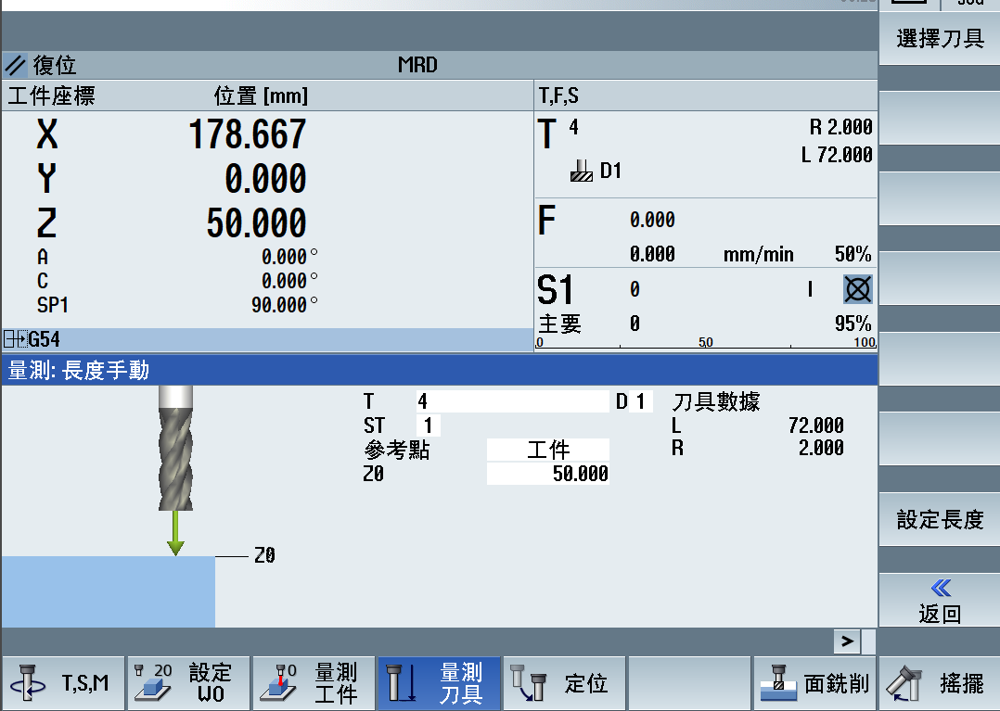 選擇刀具
復位 MRD
工件座標 位置 [mm] T,F,S
X 178.667
Y 0.000
Z 50.000
A 0.000°
C 0.000°
SP1 90.000°
G54
T 4 R 2.000
L 72.000
D1
F 0.000
0.000 mm/min 50%
S1 0 I
主要 0 95%
0 50 100
量測: 長度手動
T 4 D 1 刀具數據
ST 1 L 72.000
參考點 工件 R 2.000
Z0 50.000
Z0
設定長度
返回
>
T,S,M
20 設定
WO
0 量測
工件
量測
刀具
定位
面銑削
搖擺